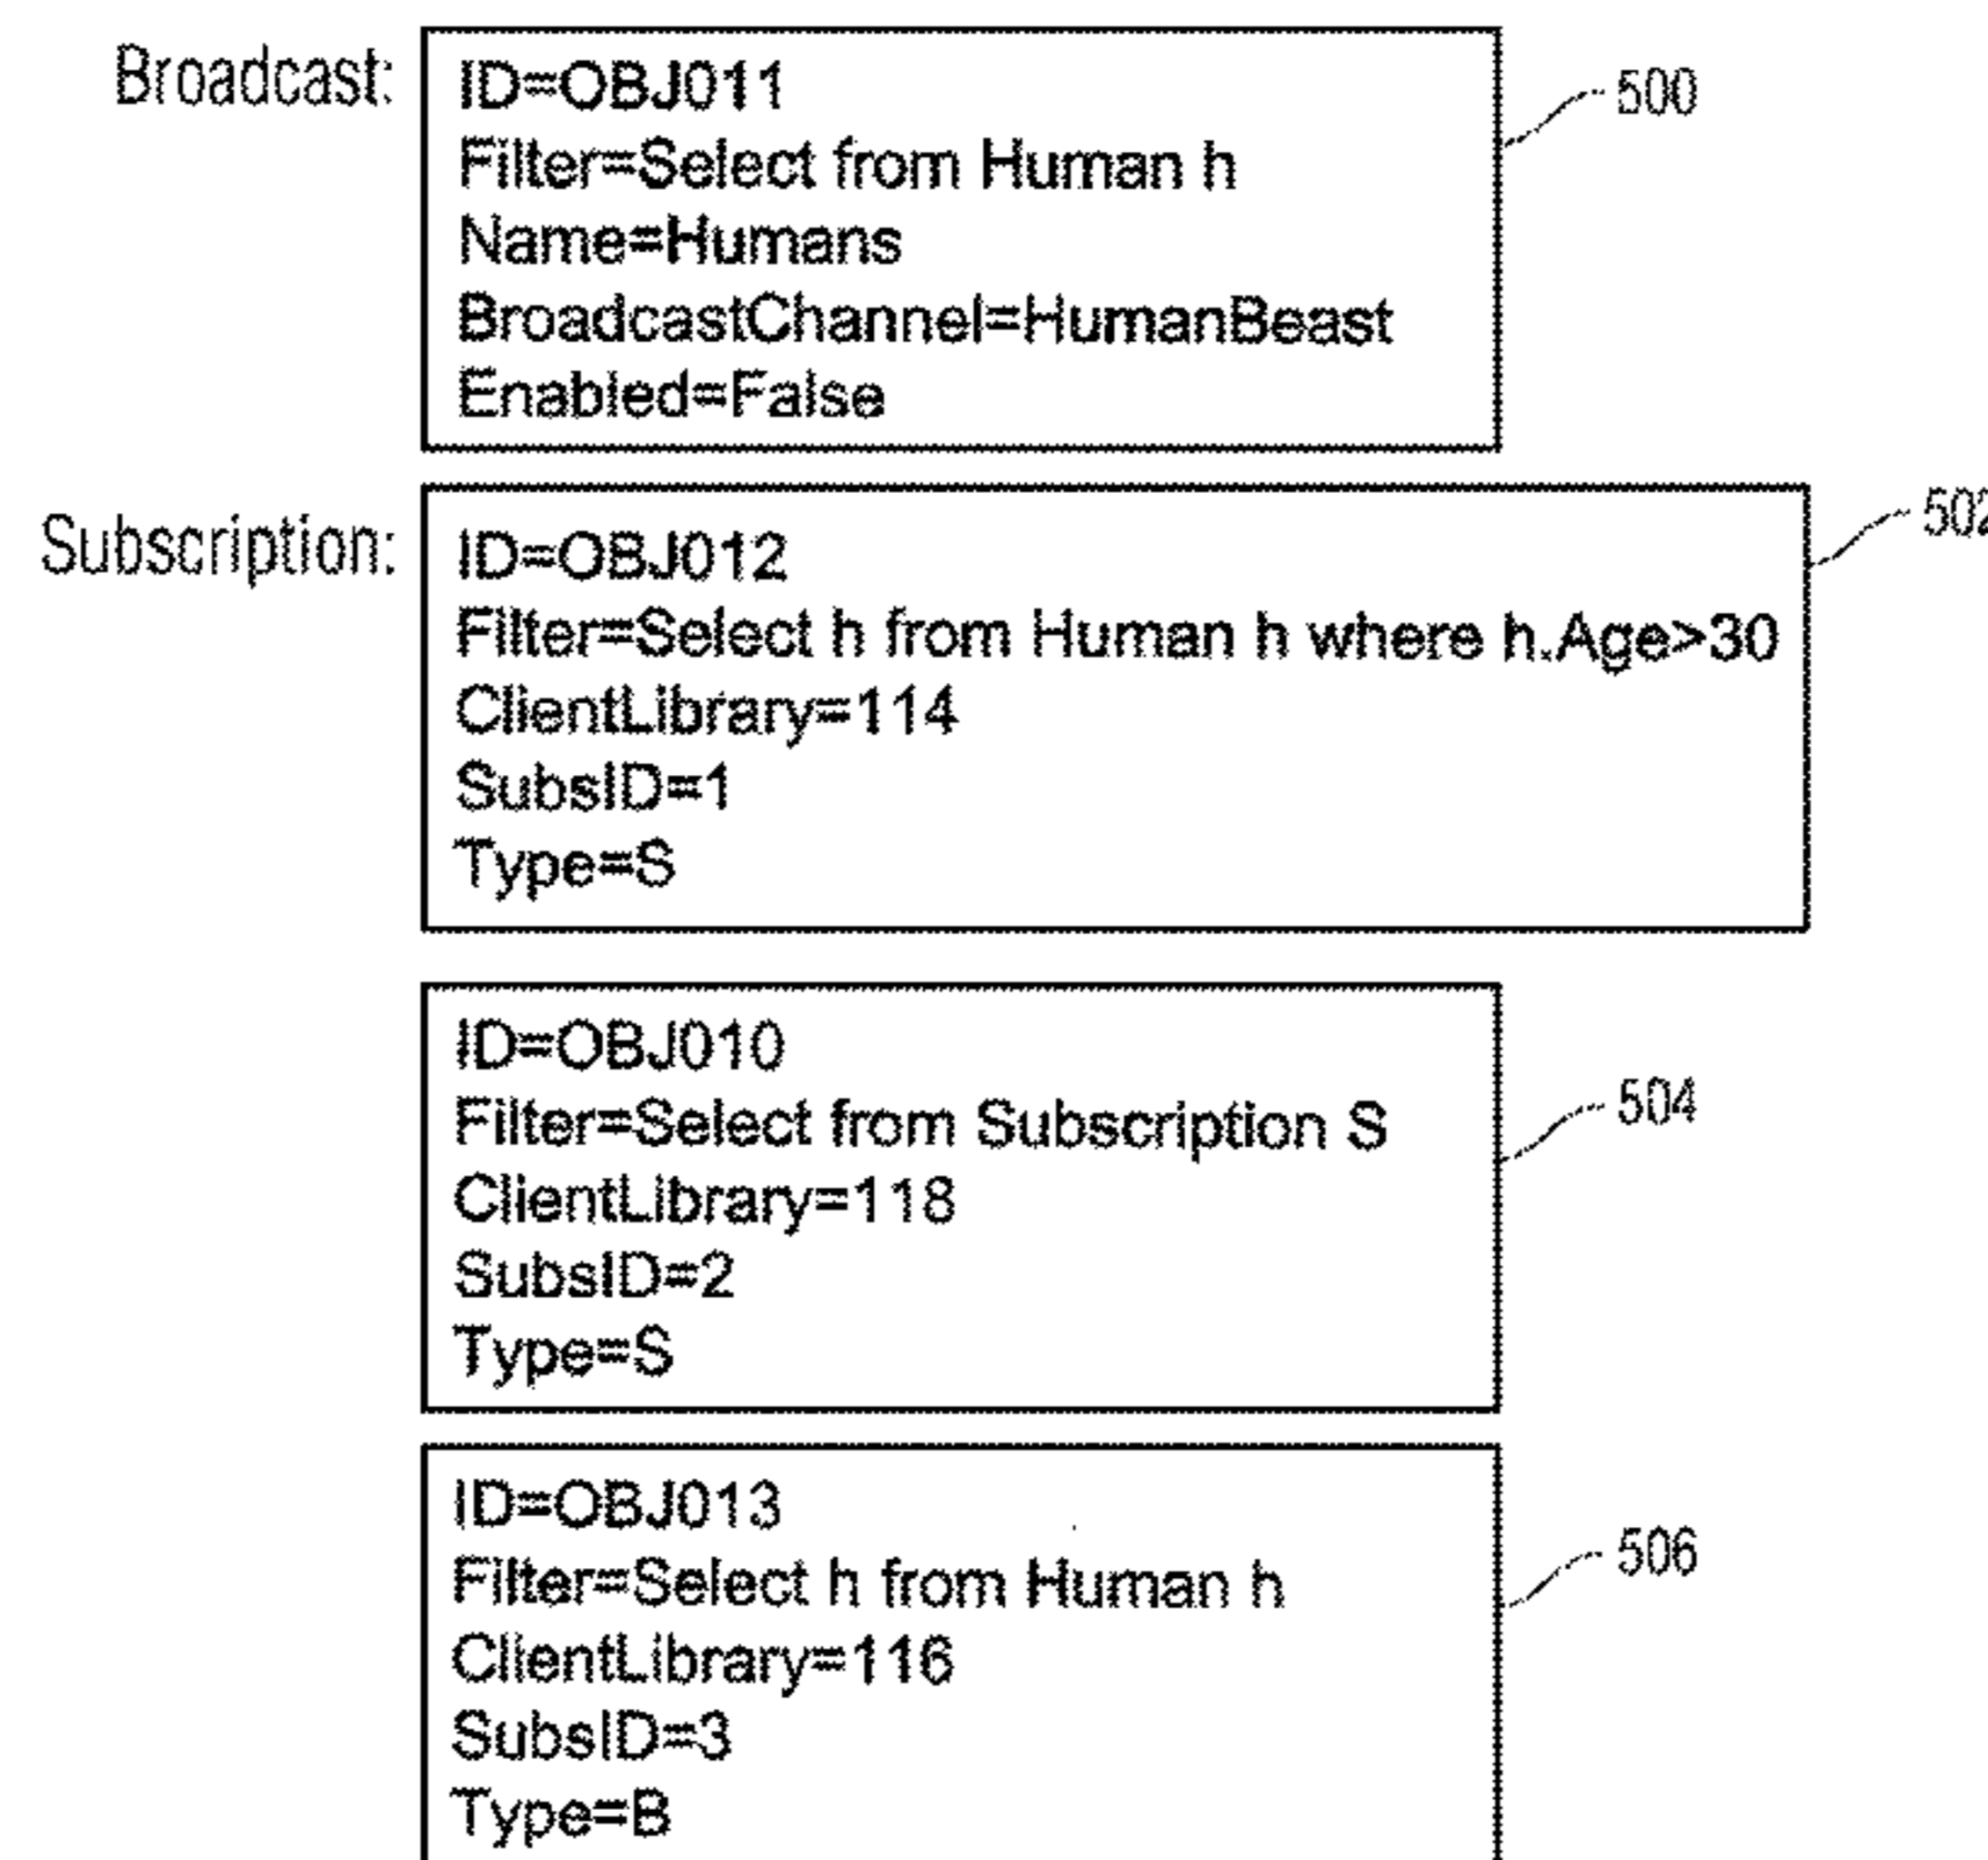 Broadcast:
ID=OBJ011
500
Filter=Select from Human h
Name=Humans
BroadcastChannel=HumanBeast
Enabled=False
Subscription:
ID=OBJ012
502
Filter=Select h from Human h where h.Age>30
ClientLibrary=114
SubsID=1
Type=S
ID=OBJ010
Filter=Select from Subscription S
504
ClientLibrary=118
SubsID=2
Type=S
ID=OBJ013
Filter=Select h from Human h
506
ClientLibrary=116
SubsID=3
Type=B